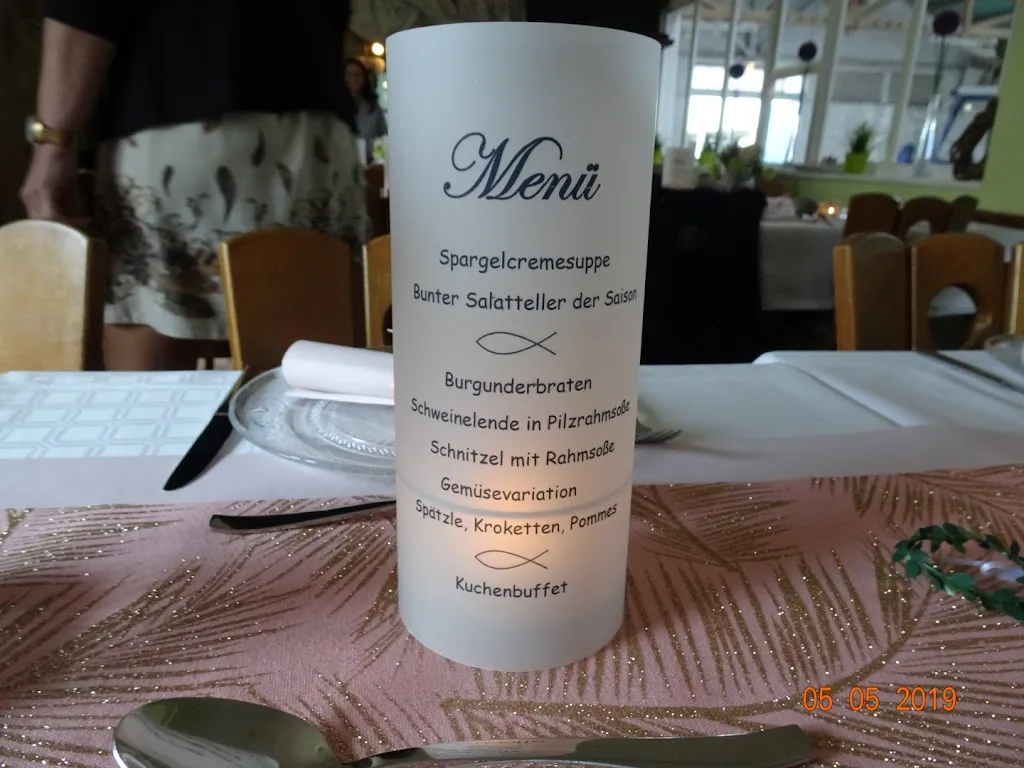 Menü
Spargelcremesuppe
Bunter Salatteller der Saison
Burgunderbraten
Schweinelende in Pilzrahmsoße
Schnitzel mit Rahmsoße
Gemüsevariation
Spätzle, Kroketten, Pommes
Kuchenbuffet
05 05 2019